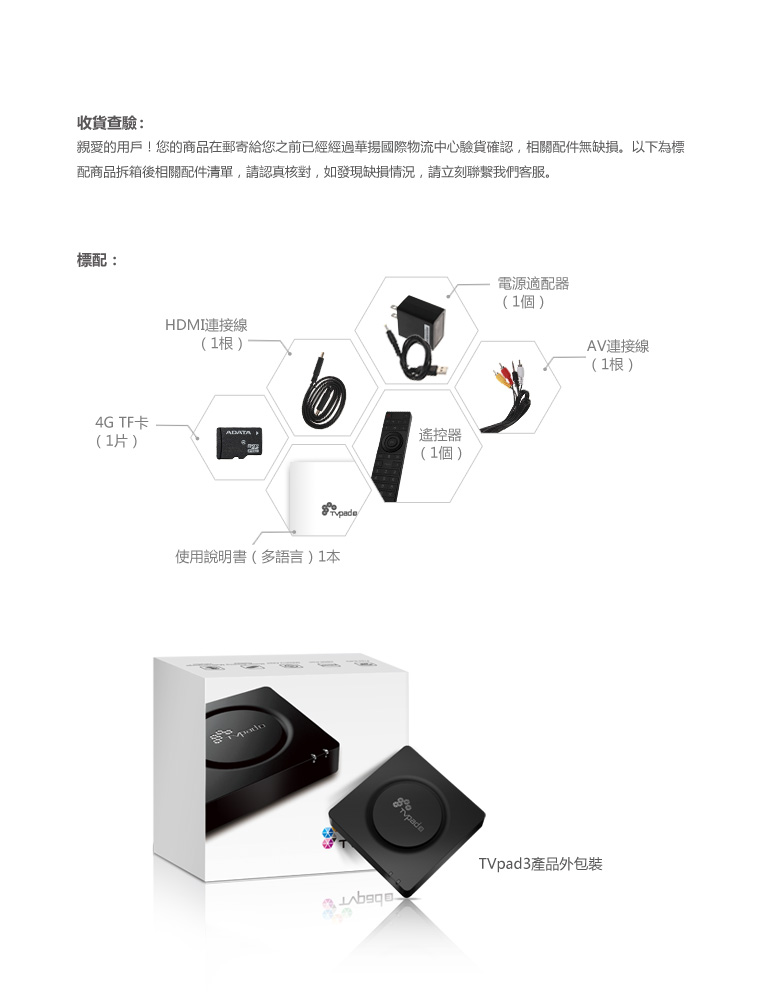 收貨查驗：
親愛的用戶！您的商品在郵寄給您之前已經經過華揚國際物流中心驗貨確認，相關配件無缺損。以下為標
配商品拆箱後相關配件清單，請認真核對，如發現缺損情況，請立刻聯繫我們客服。
標配：
電源適配器
（1個）
HDMI連接線
（1根）
AV連接線
（1根）
4G TF卡
（1片）
ADATA
遙控器
（1個）
TVpad
使用說明書（多語言）1本
TVpad
TVpad
TVpad3產品外包裝